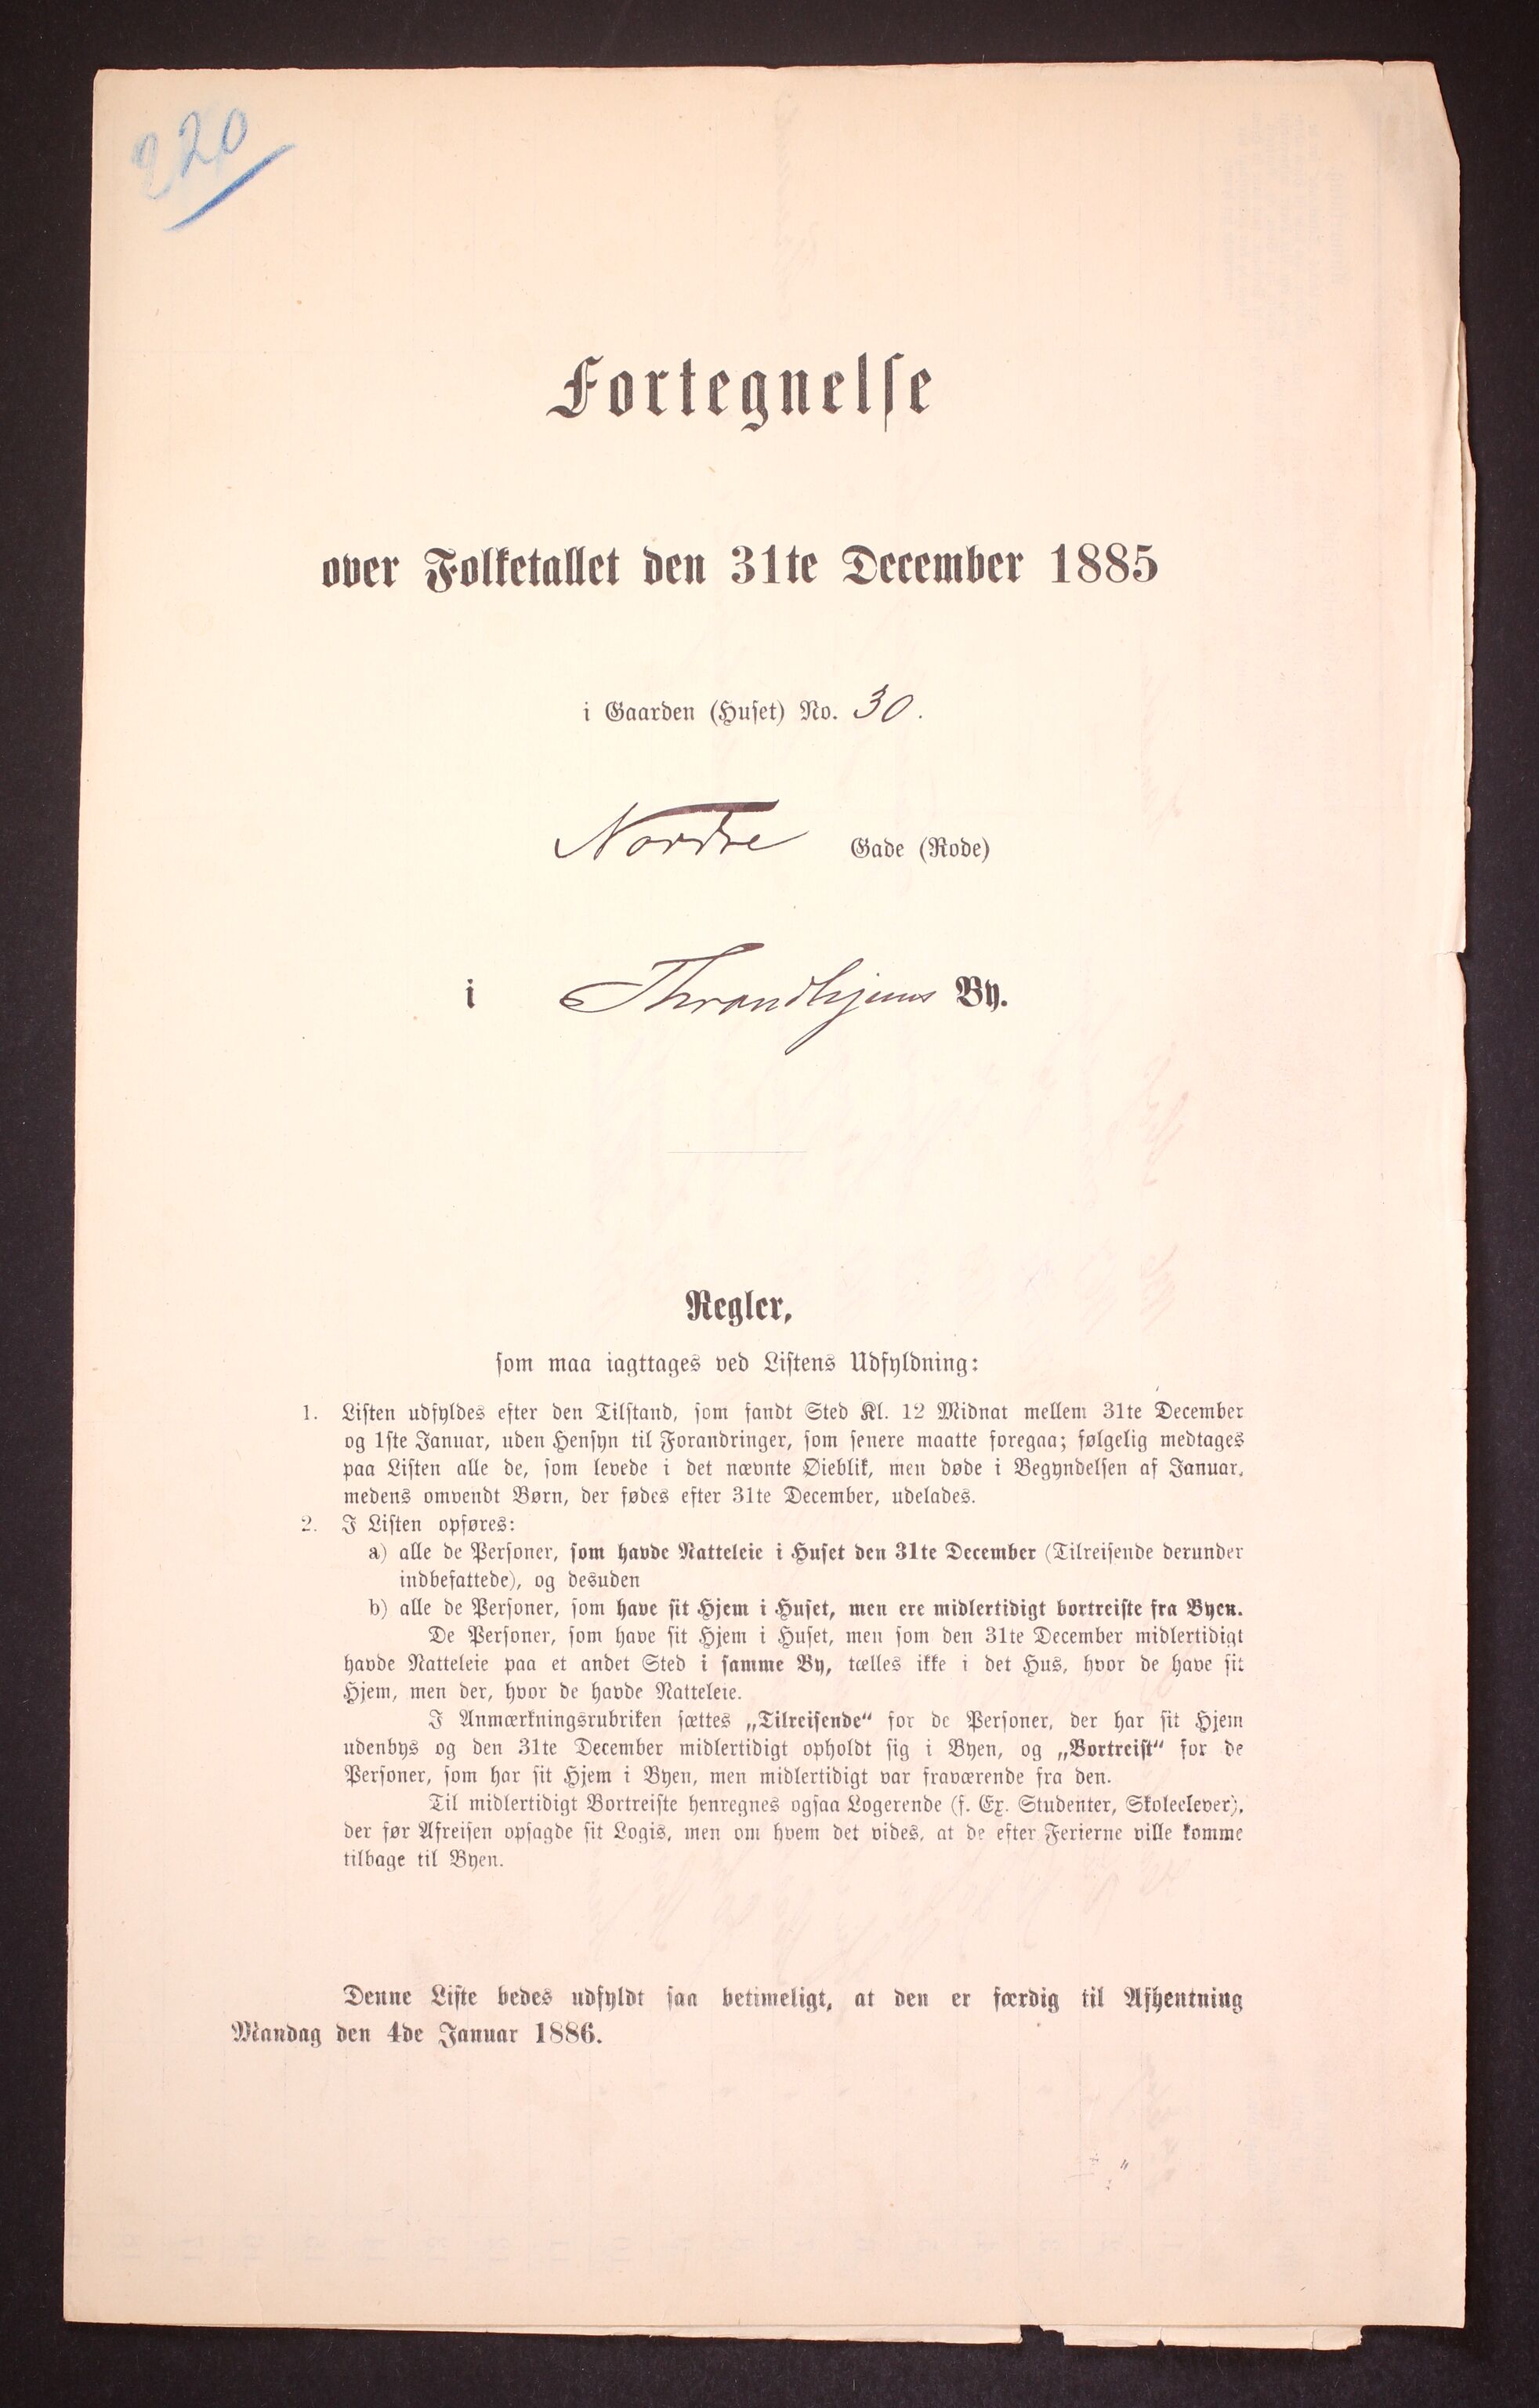 220
Fortegnelse
over Folketallet den 31te December 1885
i Gaarden (Huset) No. 30.
Nordre Gade (Rode)
i Throndhjems By.
Regler,
som maa iagttages ved Listens Udfyldning:
1. Listen udfyldes efter den Tilstand, som fandt Sted Kl. 12 Midnat mellem 31te December
og 1ste Januar, uden Hensyn til Forandringer, som senere maatte foregaa; følgelig medtages
paa Listen alle de, som levede i det nævnte Øieblik, men døde i Begyndelsen af Januar,
medens omvendt Børn, der fødes efter 31te December, udelades.
2. I Listen opføres:
a) alle de Personer, som havde Natteleie i Huset den 31te December (Tilreisende derunder
indbefattede), og desuden
b) alle de Personer, som have sit Hjem i Huset, men ere midlertidigt bortreiste fra Byen.
De Personer, som have sit Hjem i Huset, men som den 31te December midlertidigt
havde Natteleie paa et andet Sted i samme By, tælles ikke i det Hus, hvor de have sit
Hjem, men der, hvor de havde Natteleie.
I Anmærkningsrubriken sættes „Tilreisende“ for de Personer, der har sit Hjem
udenbys og den 31te December midlertidigt opholdt sig i Byen, og „Bortreist“ for de
Personer, som har sit Hjem i Byen, men midlertidigt var fraværende fra den.
Til midlertidigt Bortreiste henregnes ogsaa Logerende (f. Ex. Studenter, Skoleelever),
der før Afreisen opsagde sit Logis, men om hvem det vides, at de efter Ferierne ville komme
tilbage til Byen.
Denne Liste bedes udfyldt saa betimeligt, at den er færdig til Afhentning
Mandag den 4de Januar 1886.